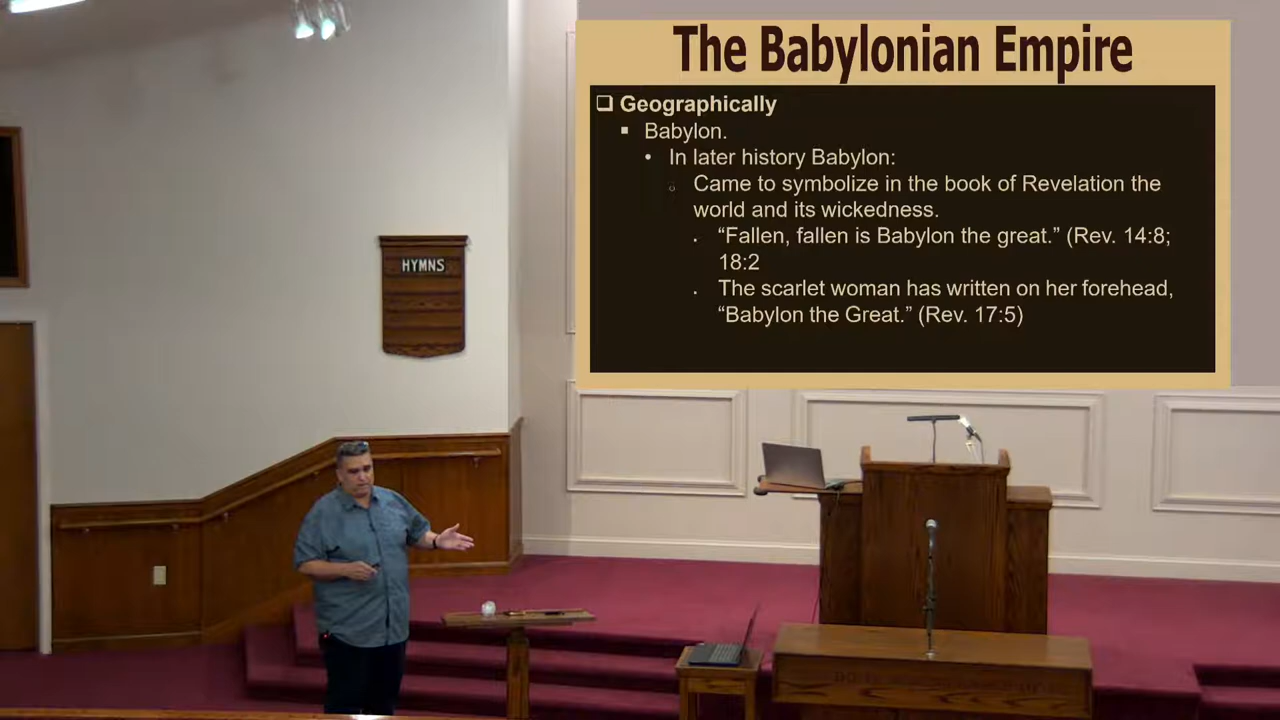 The Babylonian Empire
❑ Geographically
▪ Babylon.
• In later history Babylon:
○ Came to symbolize in the book of Revelation the
world and its wickedness.
. “Fallen, fallen is Babylon the great.” (Rev. 14:8;
18:2
. The scarlet woman has written on her forehead,
“Babylon the Great.” (Rev. 17:5)
HYMNS